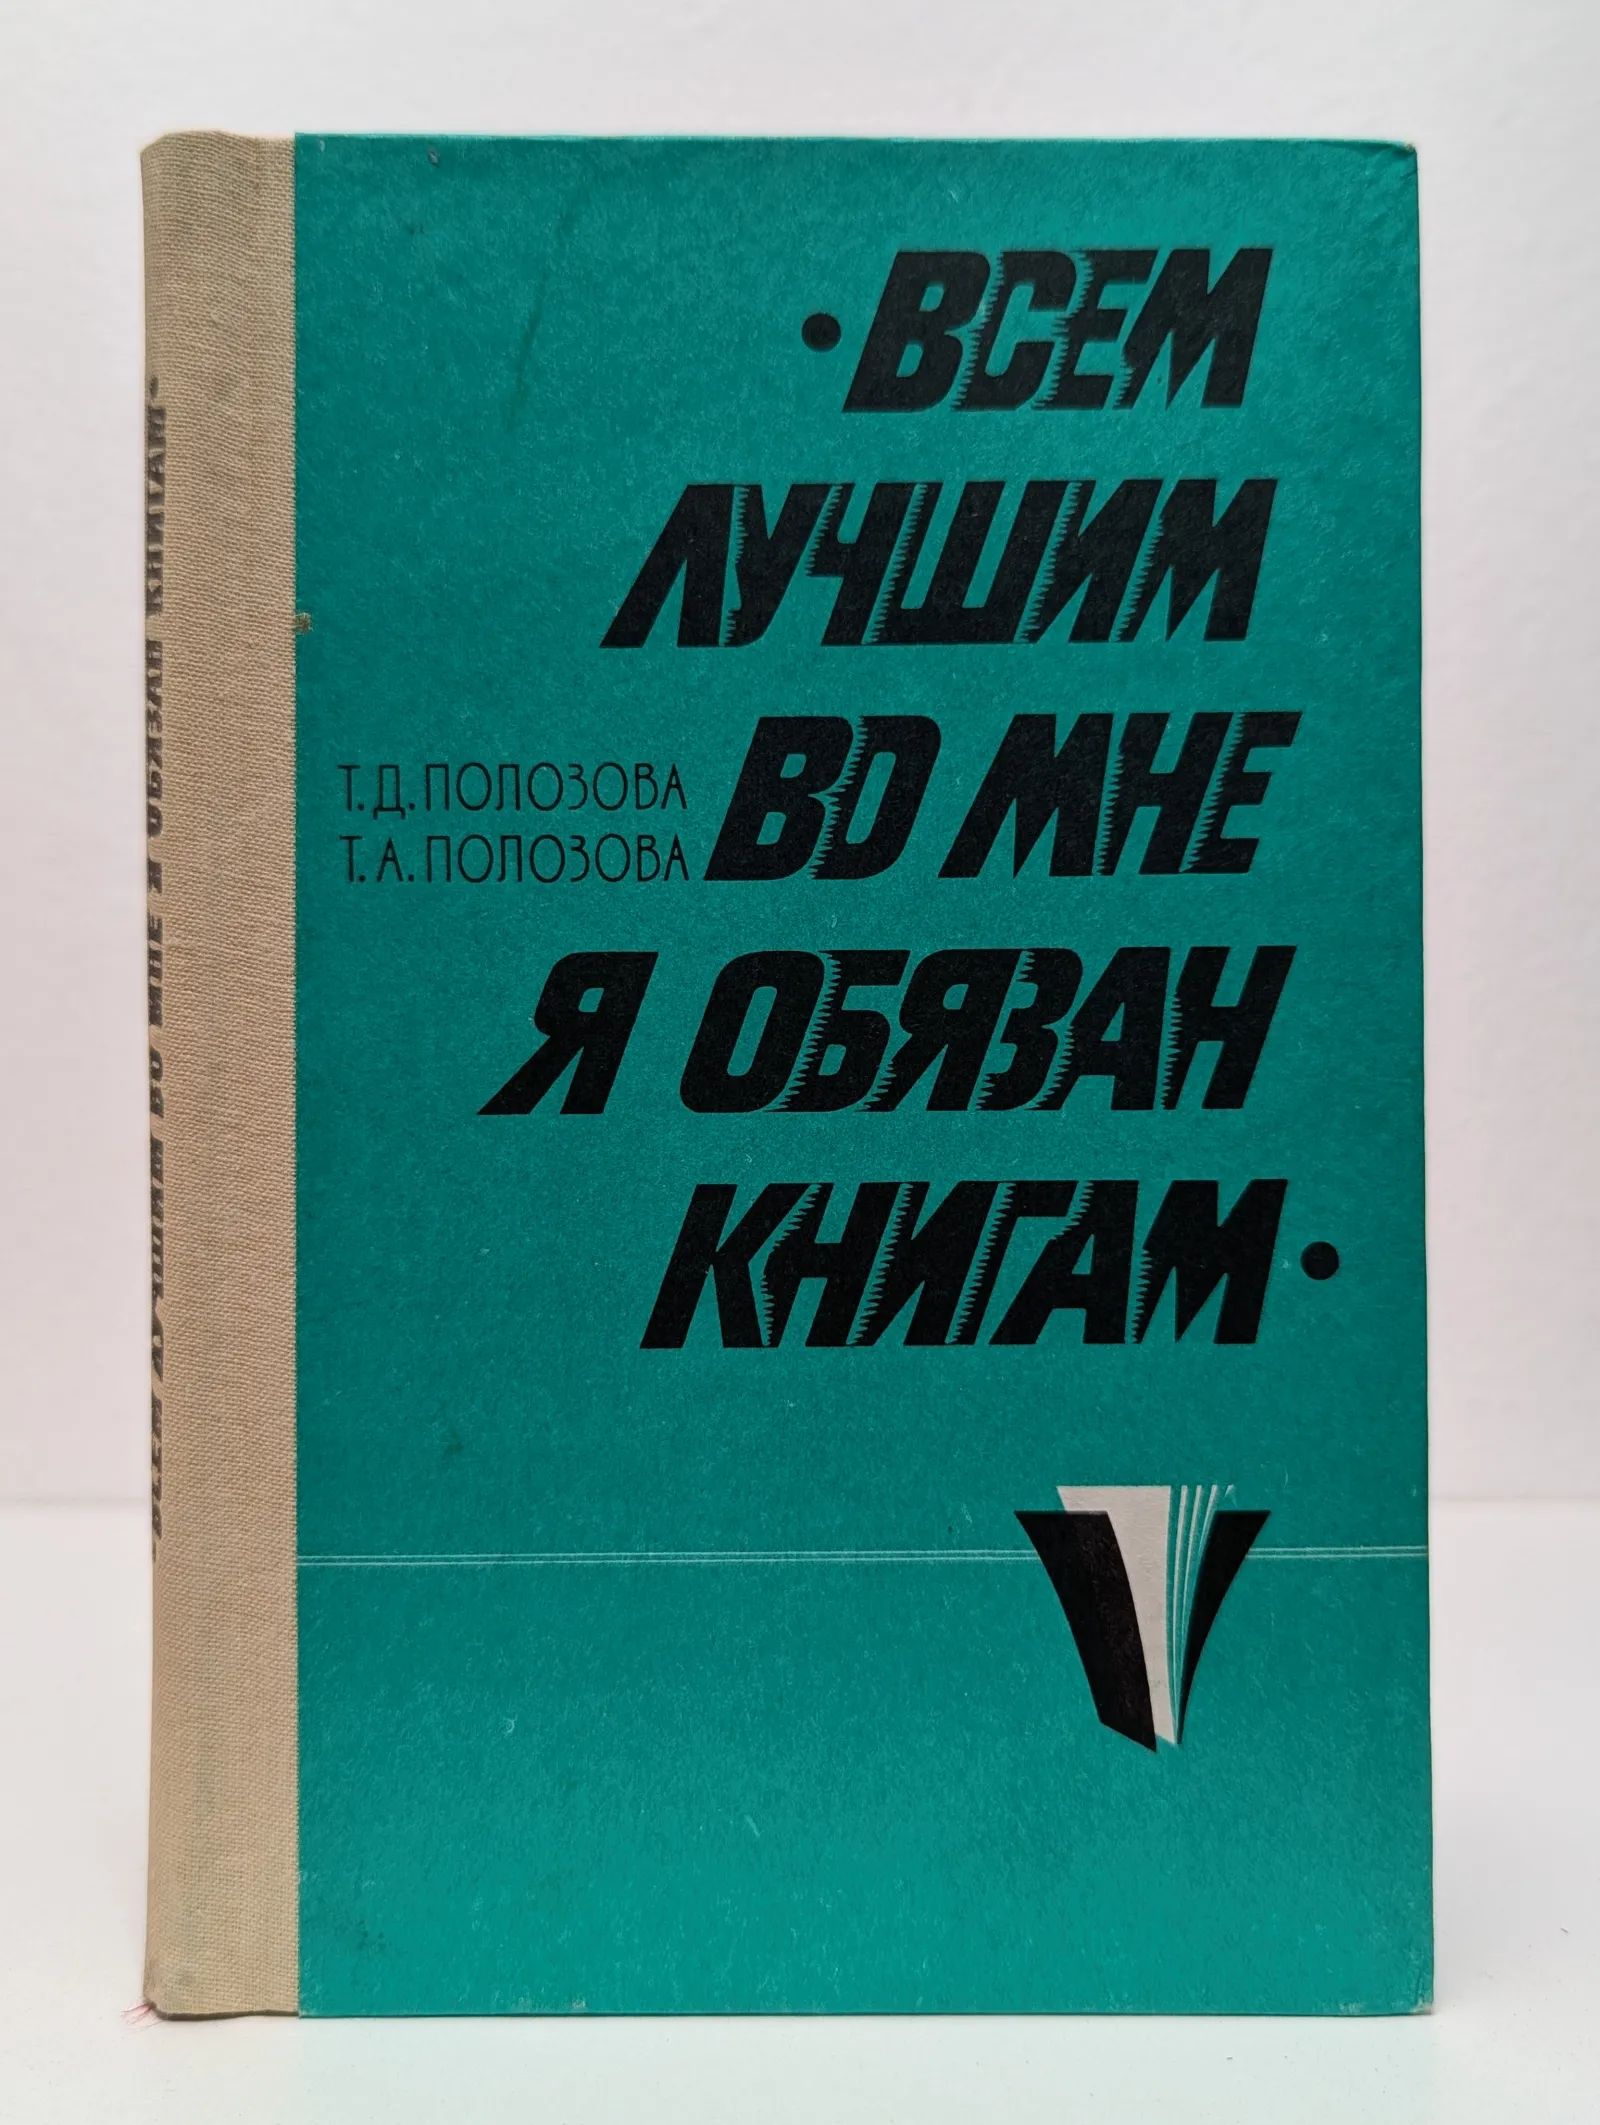 •ВСЕМ
ЛУЧШИМ
ВО МНЕ
Т.Д.ПОЛОЗОВА
Т.А.ПОЛОЗОВА
Я ОБЯЗАН
КНИГАМ•
"ВСЕМ ЛУЧШИМ ВО МНЕ Я ОБЯЗАН КНИГАМ"